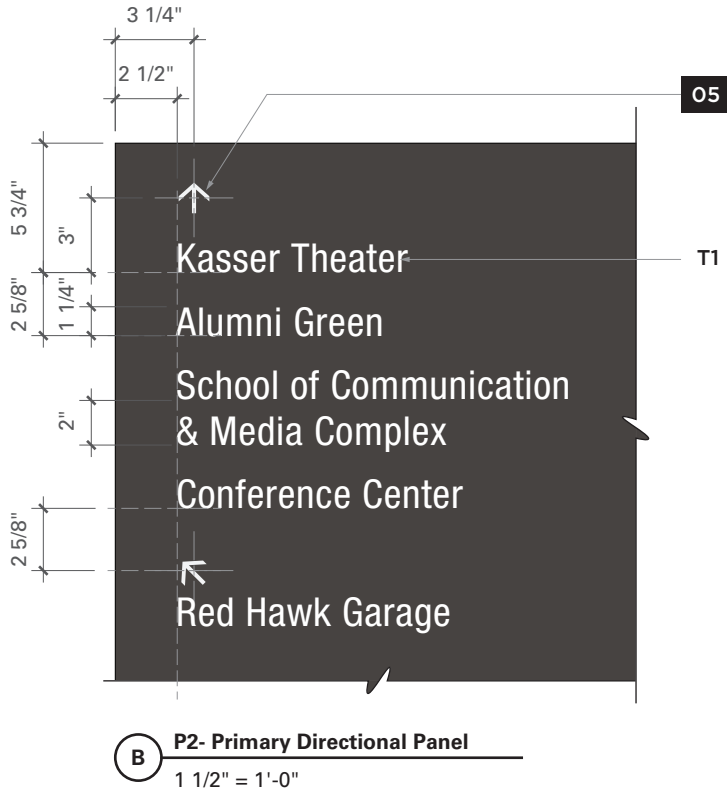 3 1/4"
2 1/2"
05
5 3/4"
3"
Kasser Theater
T1
2 5/8"
1 1/4"
Alumni Green
School of Communication
& Media Complex
2"
Conference Center
2 5/8"
Red Hawk Garage
B
P2- Primary Directional Panel
1 1/2" = 1'-0"